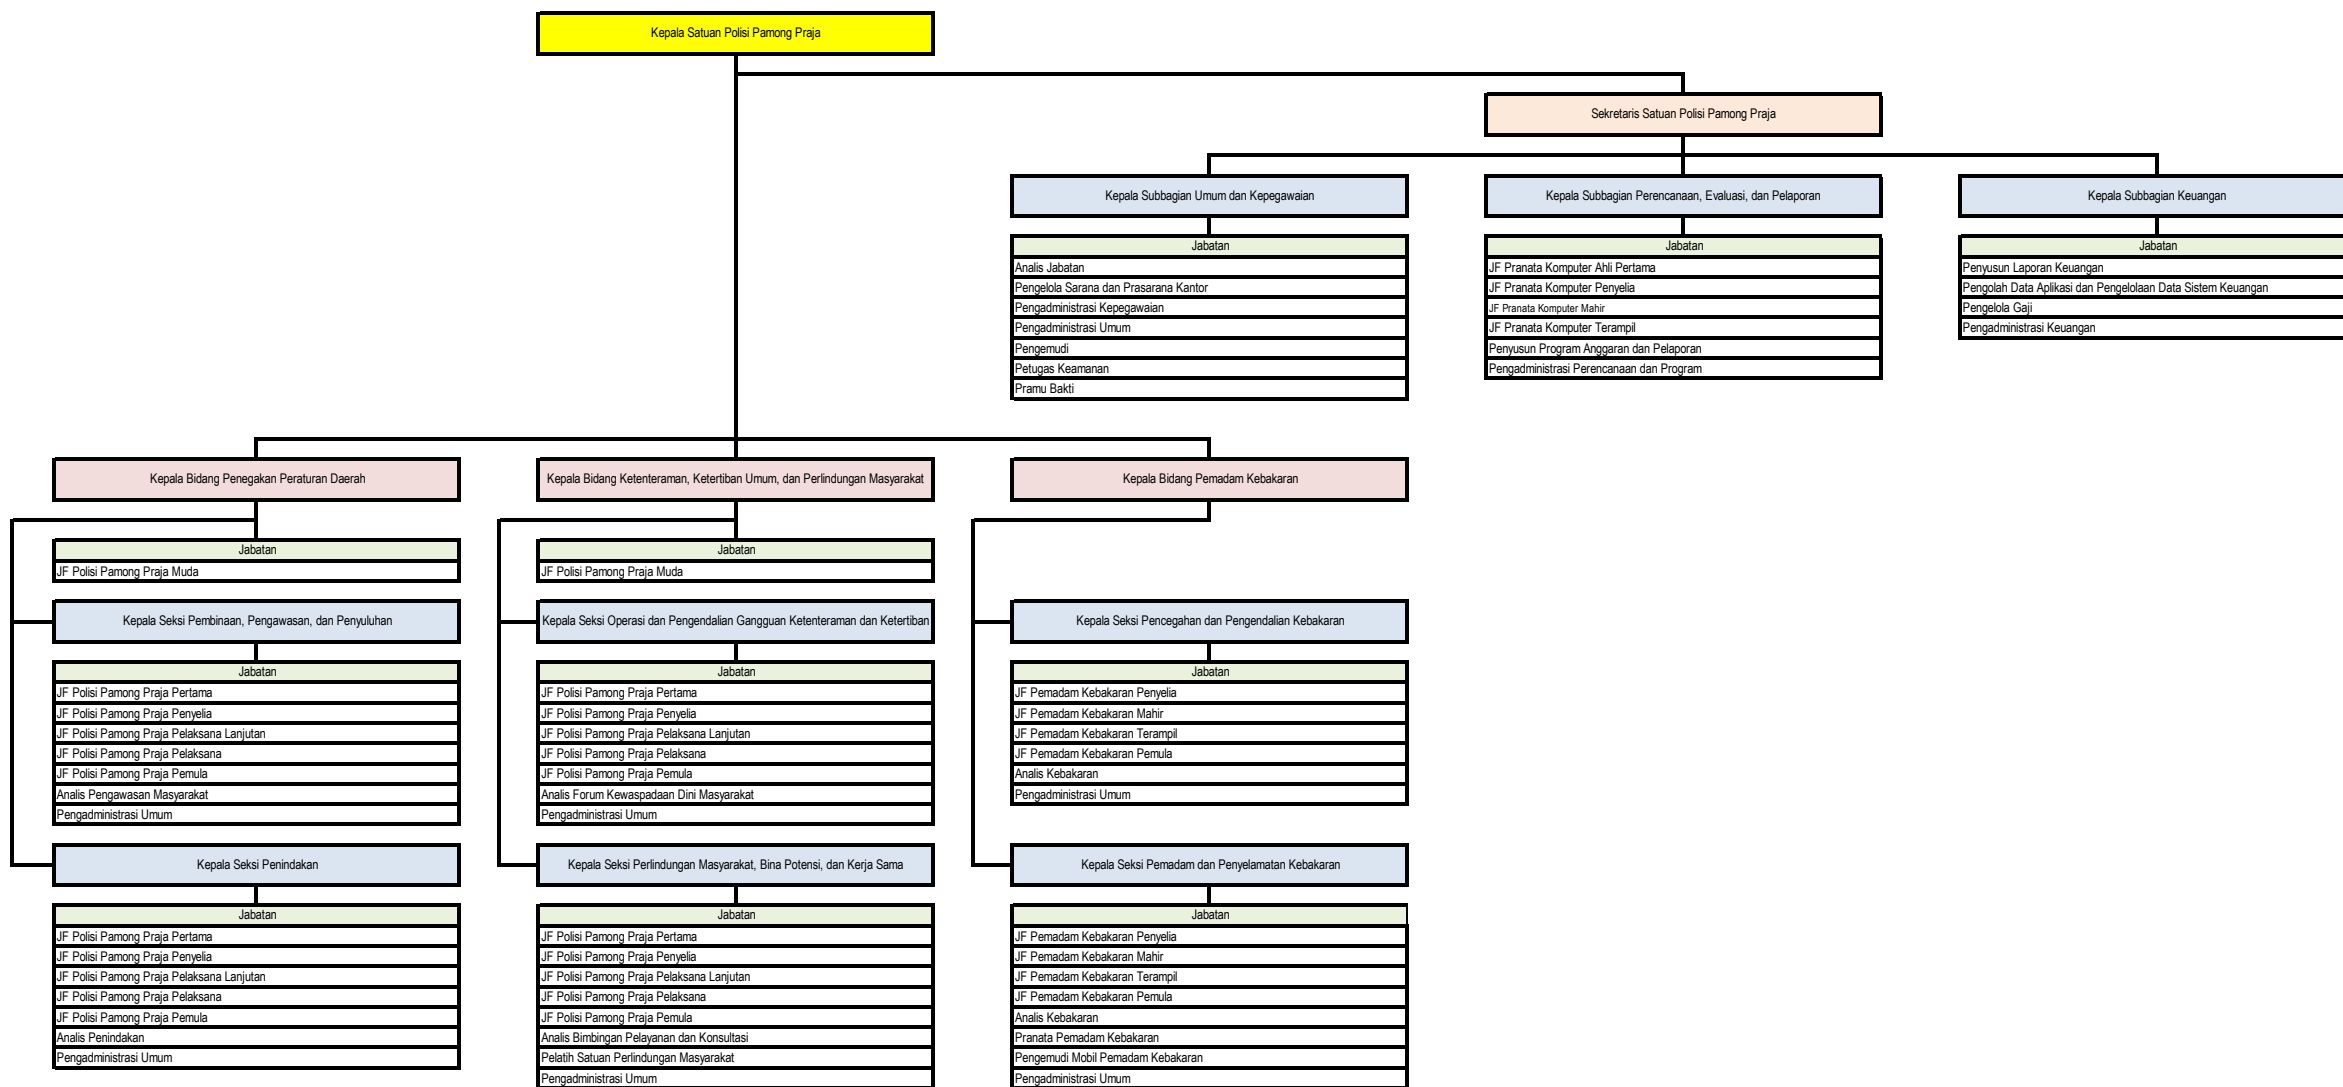 Kepala Satuan Polisi Pamong Praja
Sekretaris Satuan Polisi Pamong Praja
Kepala Subbagian Umum dan Kepegawaian
Jabatan
Analis Jabatan
Pengelola Sarana dan Prasarana Kantor
Pengadministrasi Kepegawaian
Pengadministrasi Umum
Pengemudi
Petugas Keamanan
Pramu Bakti
Kepala Subbagian Perencanaan, Evaluasi, dan Pelaporan
Jabatan
JF Pranata Komputer Ahli Pertama
JF Pranata Komputer Penyelia
JF Pranata Komputer Mahir
JF Pranata Komputer Terampil
Penyusun Program Anggaran dan Pelaporan
Pengadministrasi Perencanaan dan Program
Kepala Subbagian Keuangan
Jabatan
Penyusun Laporan Keuangan
Pengolah Data Aplikasi dan Pengelolaan Data Sistem Keuangan
Pengelola Gaji
Pengadministrasi Keuangan
Kepala Bidang Penegakan Peraturan Daerah
Jabatan
JF Polisi Pamong Praja Muda
Kepala Seksi Pembinaan, Pengawasan, dan Penyuluhan
Jabatan
JF Polisi Pamong Praja Pertama
JF Polisi Pamong Praja Penyelia
JF Polisi Pamong Praja Pelaksana Lanjutan
JF Polisi Pamong Praja Pelaksana
JF Polisi Pamong Praja Pemula
Analis Pengawasan Masyarakat
Pengadministrasi Umum
Kepala Seksi Penindakan
Jabatan
JF Polisi Pamong Praja Pertama
JF Polisi Pamong Praja Penyelia
JF Polisi Pamong Praja Pelaksana Lanjutan
JF Polisi Pamong Praja Pelaksana
JF Polisi Pamong Praja Pemula
Analis Penindakan
Pengadministrasi Umum
Kepala Bidang Ketenteraman, Ketertiban Umum, dan Perlindungan Masyarakat
Jabatan
JF Polisi Pamong Praja Muda
Kepala Seksi Operasi dan Pengendalian Gangguan Ketenteraman dan Ketertiban
Jabatan
JF Polisi Pamong Praja Pertama
JF Polisi Pamong Praja Penyelia
JF Polisi Pamong Praja Pelaksana Lanjutan
JF Polisi Pamong Praja Pelaksana
JF Polisi Pamong Praja Pemula
Analis Forum Kewaspadaan Dini Masyarakat
Pengadministrasi Umum
Kepala Seksi Perlindungan Masyarakat, Bina Potensi, dan Kerja Sama
Jabatan
JF Polisi Pamong Praja Pertama
JF Polisi Pamong Praja Penyelia
JF Polisi Pamong Praja Pelaksana Lanjutan
JF Polisi Pamong Praja Pelaksana
JF Polisi Pamong Praja Pemula
Analis Bimbingan Pelayanan dan Konsultasi
Pelatih Satuan Perlindungan Masyarakat
Pengadministrasi Umum
Kepala Bidang Pemadam Kebakaran
Kepala Seksi Pencegahan dan Pengendalian Kebakaran
Jabatan
JF Pemadam Kebakaran Penyelia
JF Pemadam Kebakaran Mahir
JF Pemadam Kebakaran Terampil
JF Pemadam Kebakaran Pemula
Analis Kebakaran
Pengadministrasi Umum
Kepala Seksi Pemadam dan Penyelamatan Kebakaran
Jabatan
JF Pemadam Kebakaran Penyelia
JF Pemadam Kebakaran Mahir
JF Pemadam Kebakaran Terampil
JF Pemadam Kebakaran Pemula
Analis Kebakaran
Pranata Pemadam Kebakaran
Pengemudi Mobil Pemadam Kebakaran
Pengadministrasi Umum